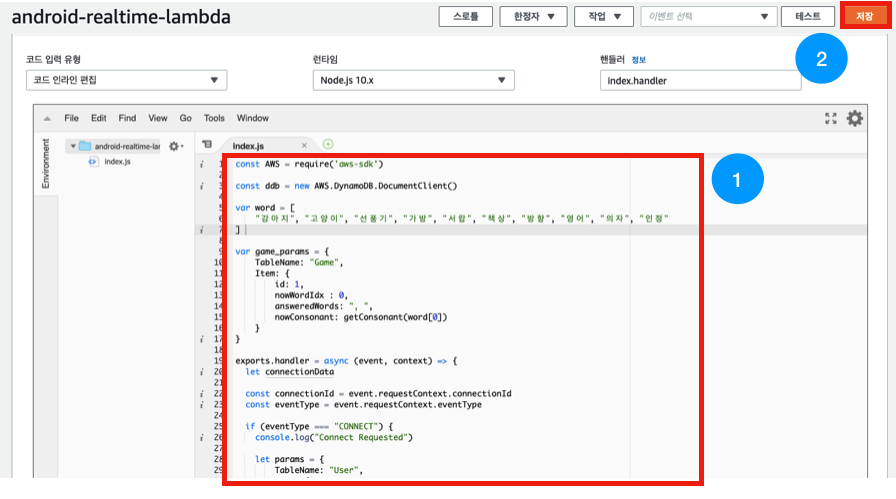 android-realtime-lambda
스로틀 한정자 작업 이벤트 선택 테스트 저장
코드 입력 유형 런타임 핸들러 정보 2
코드 인라인 편집 Node.js 10.x index.handler
File Edit Find View Go Tools Window
Environment
android-realtime-lar index.js ×
index.js
1 const AWS = require('aws-sdk') 1
2
3 const ddb = new AWS.DynamoDB.DocumentClient()
4
5 var word = [
6 "강아지", "고양이", "선풍기", "가방", "서랍", "책상", "방향", "영어", "의자", "인정"
7 ]
8
9 var game_params = {
10 TableName: "Game",
11 Item: {
12 id: 1,
13 nowWordIdx : 0,
14 answeredWords: ", ",
15 nowConsonant: getConsonant(word[0])
16 }
17 }
18
19 exports.handler = async (event, context) => {
20 let connectionData
21
22 const connectionId = event.requestContext.connectionId
23 const eventType = event.requestContext.eventType
24
25 if (eventType === "CONNECT") {
26 console.log("Connect Requested")
27
28 let params = {
29 TableName: "User",